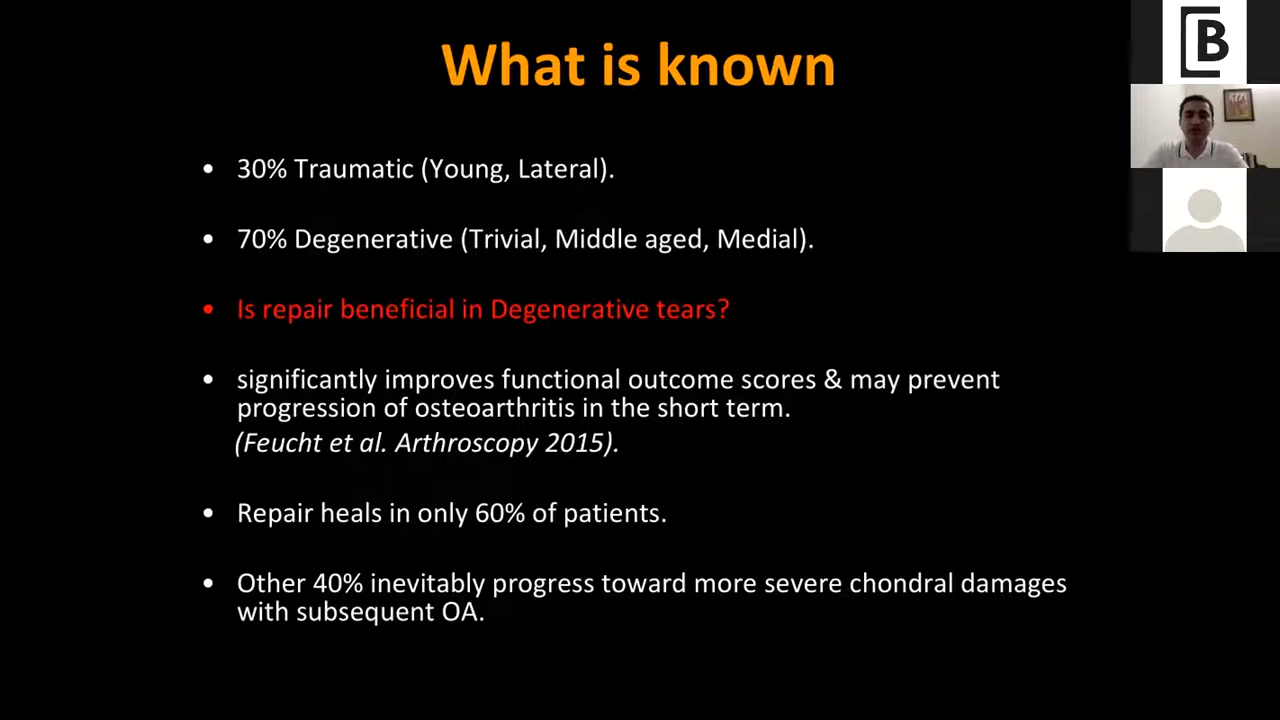 What is known
B
• 30% Traumatic (Young, Lateral).
• 70% Degenerative (Trivial, Middle aged, Medial).
• Is repair beneficial in Degenerative tears?
• significantly improves functional outcome scores & may prevent
progression of osteoarthritis in the short term.
(Feucht et al. Arthroscopy 2015).
• Repair heals in only 60% of patients.
• Other 40% inevitably progress toward more severe chondral damages
with subsequent OA.